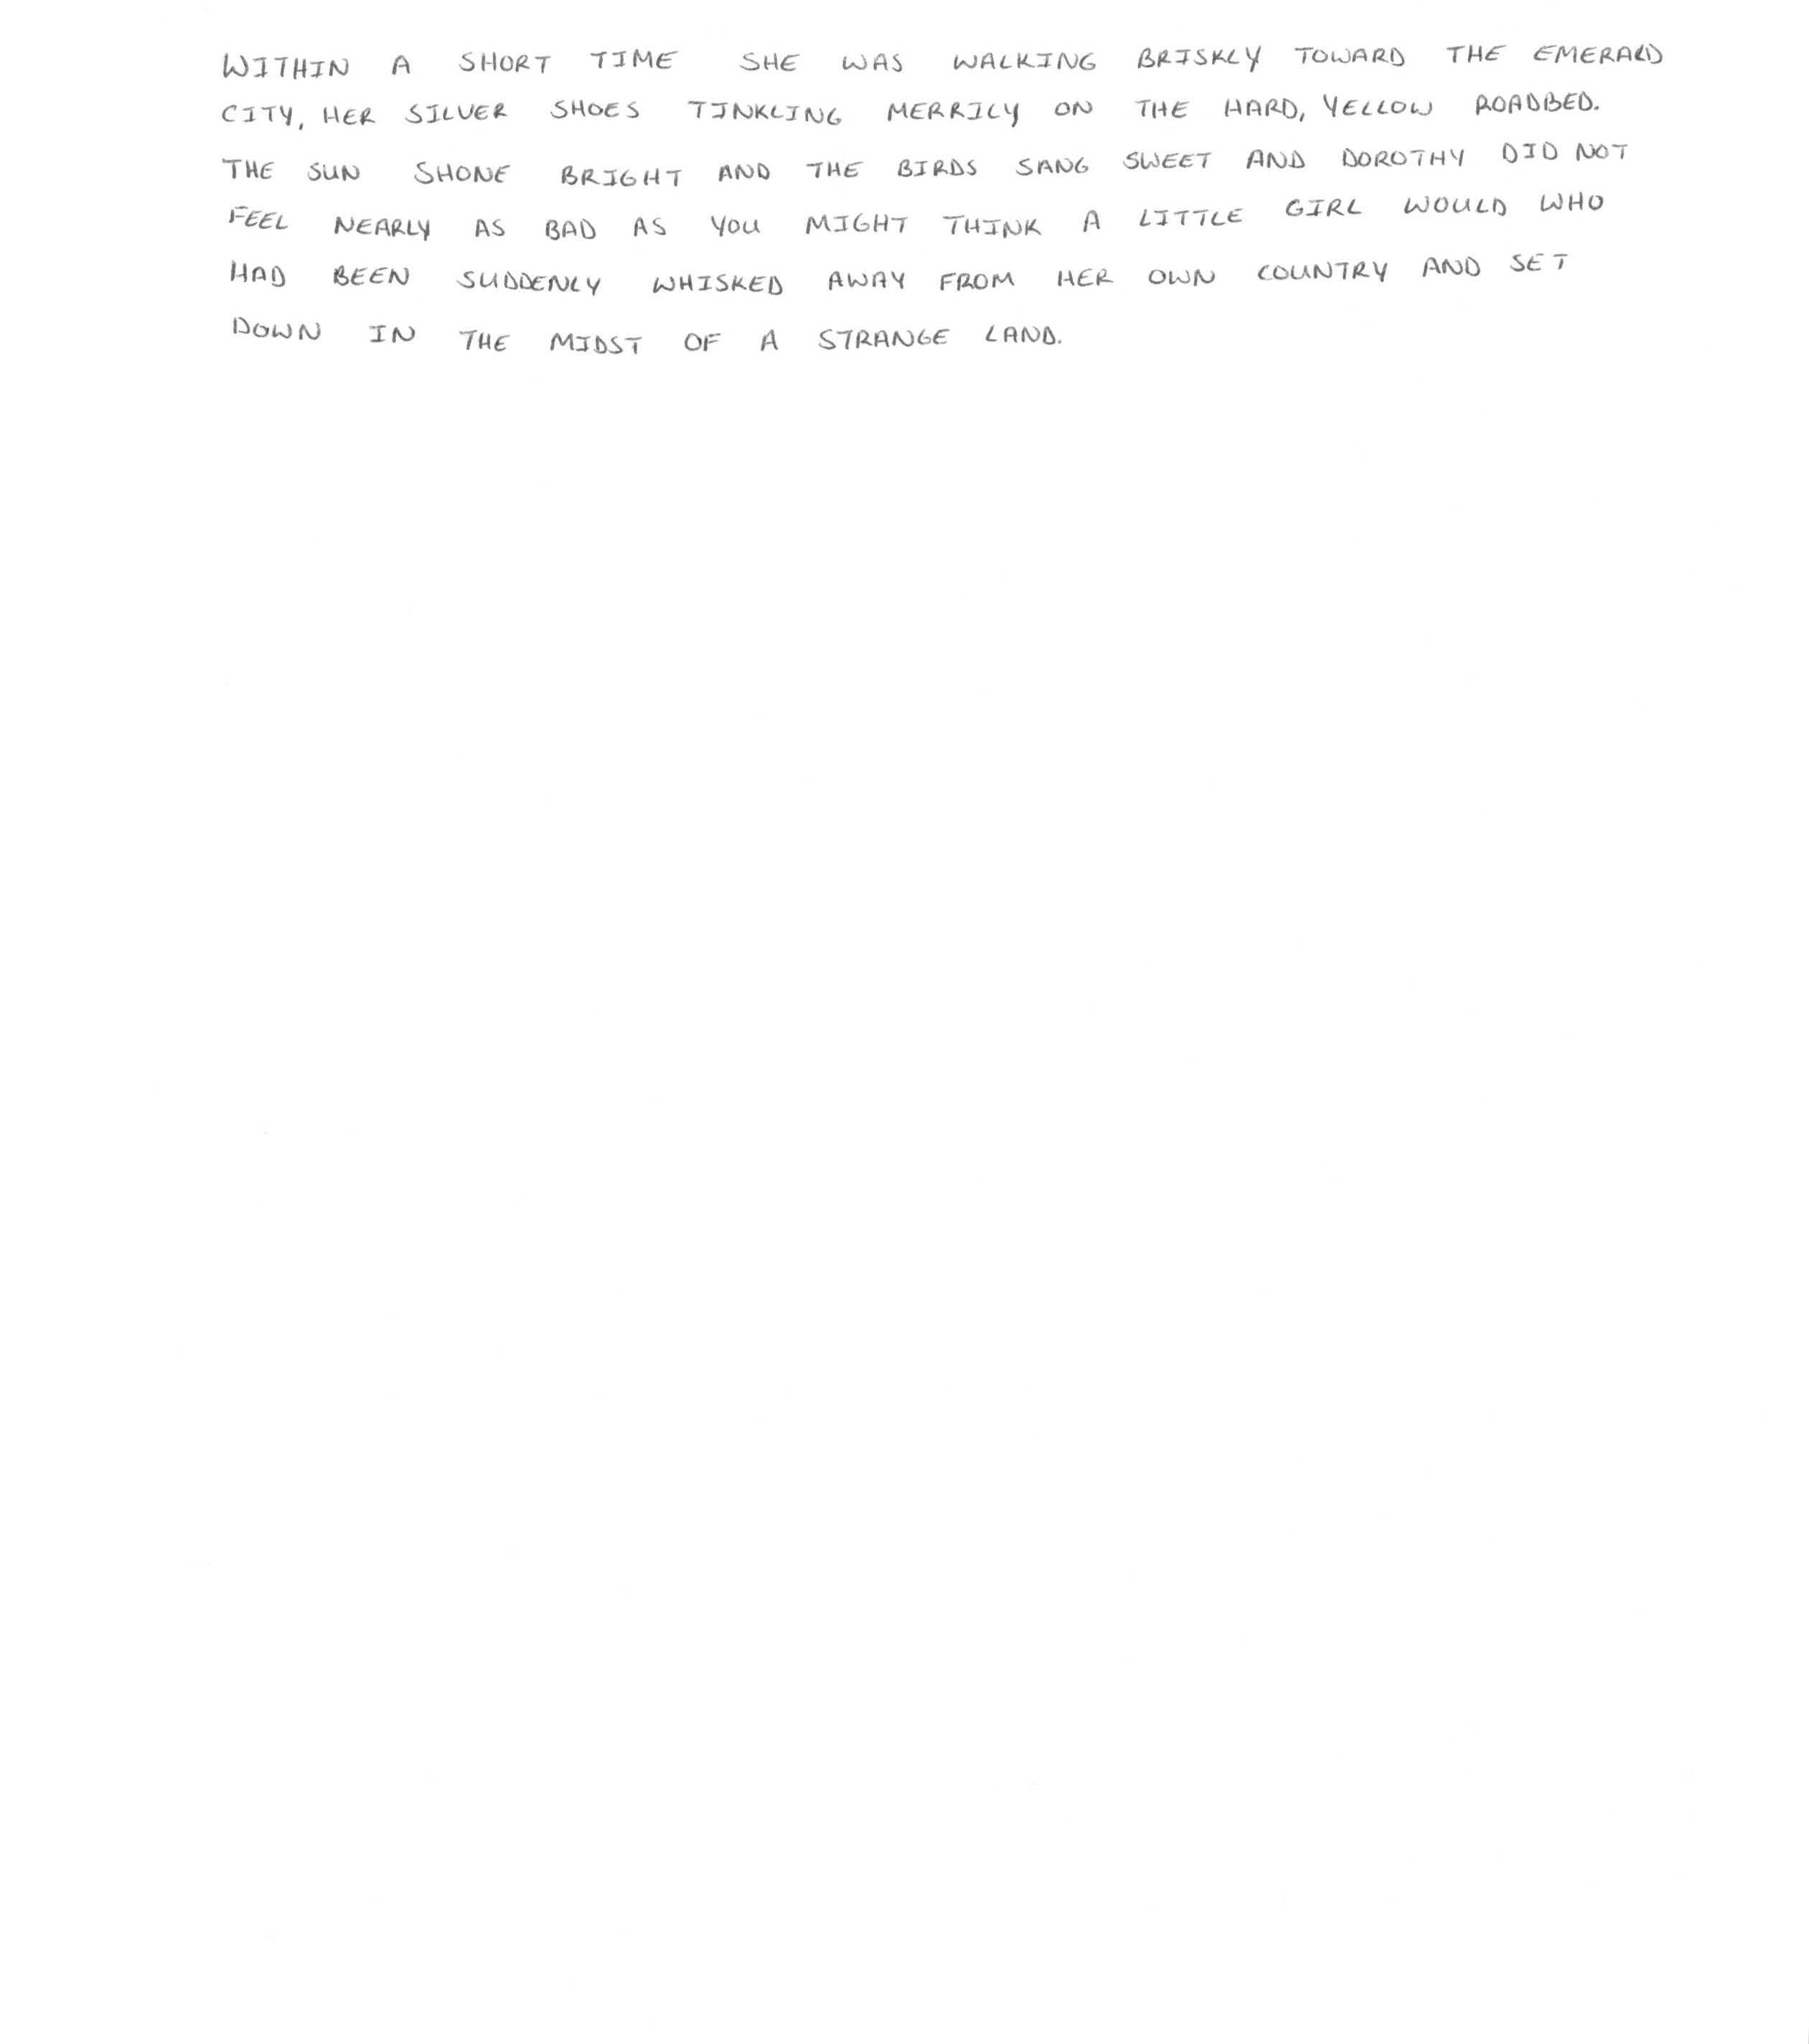 WITHIN A SHORT TIME SHE WAS WALKING BRISKLY TOWARD THE EMERALD
CITY, HER SILVER SHOES TINKLING MERRILY ON THE HARD, YELLOW ROADBED.
THE SUN SHONE BRIGHT AND THE BIRDS SANG SWEET AND DOROTHY DID NOT
FEEL NEARLY AS BAD AS YOU MIGHT THINK A LITTLE GIRL WOULD WHO
HAD BEEN SUDDENLY WHISKED AWAY FROM HER OWN COUNTRY AND SET
DOWN IN THE MIDST OF A STRANGE LAND.